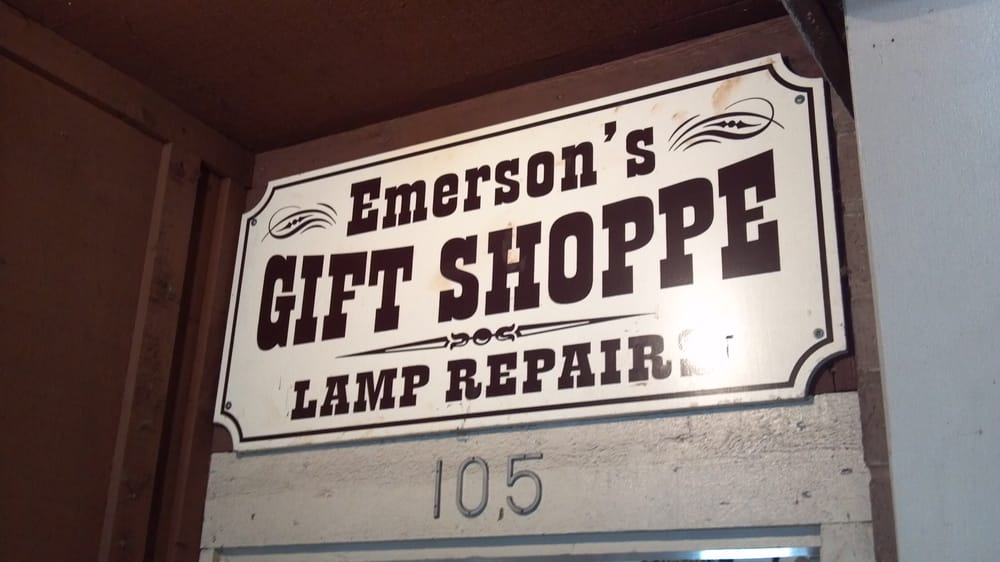 Emerson's
GIFT SHOPPE
LAMP REPAIRS
105